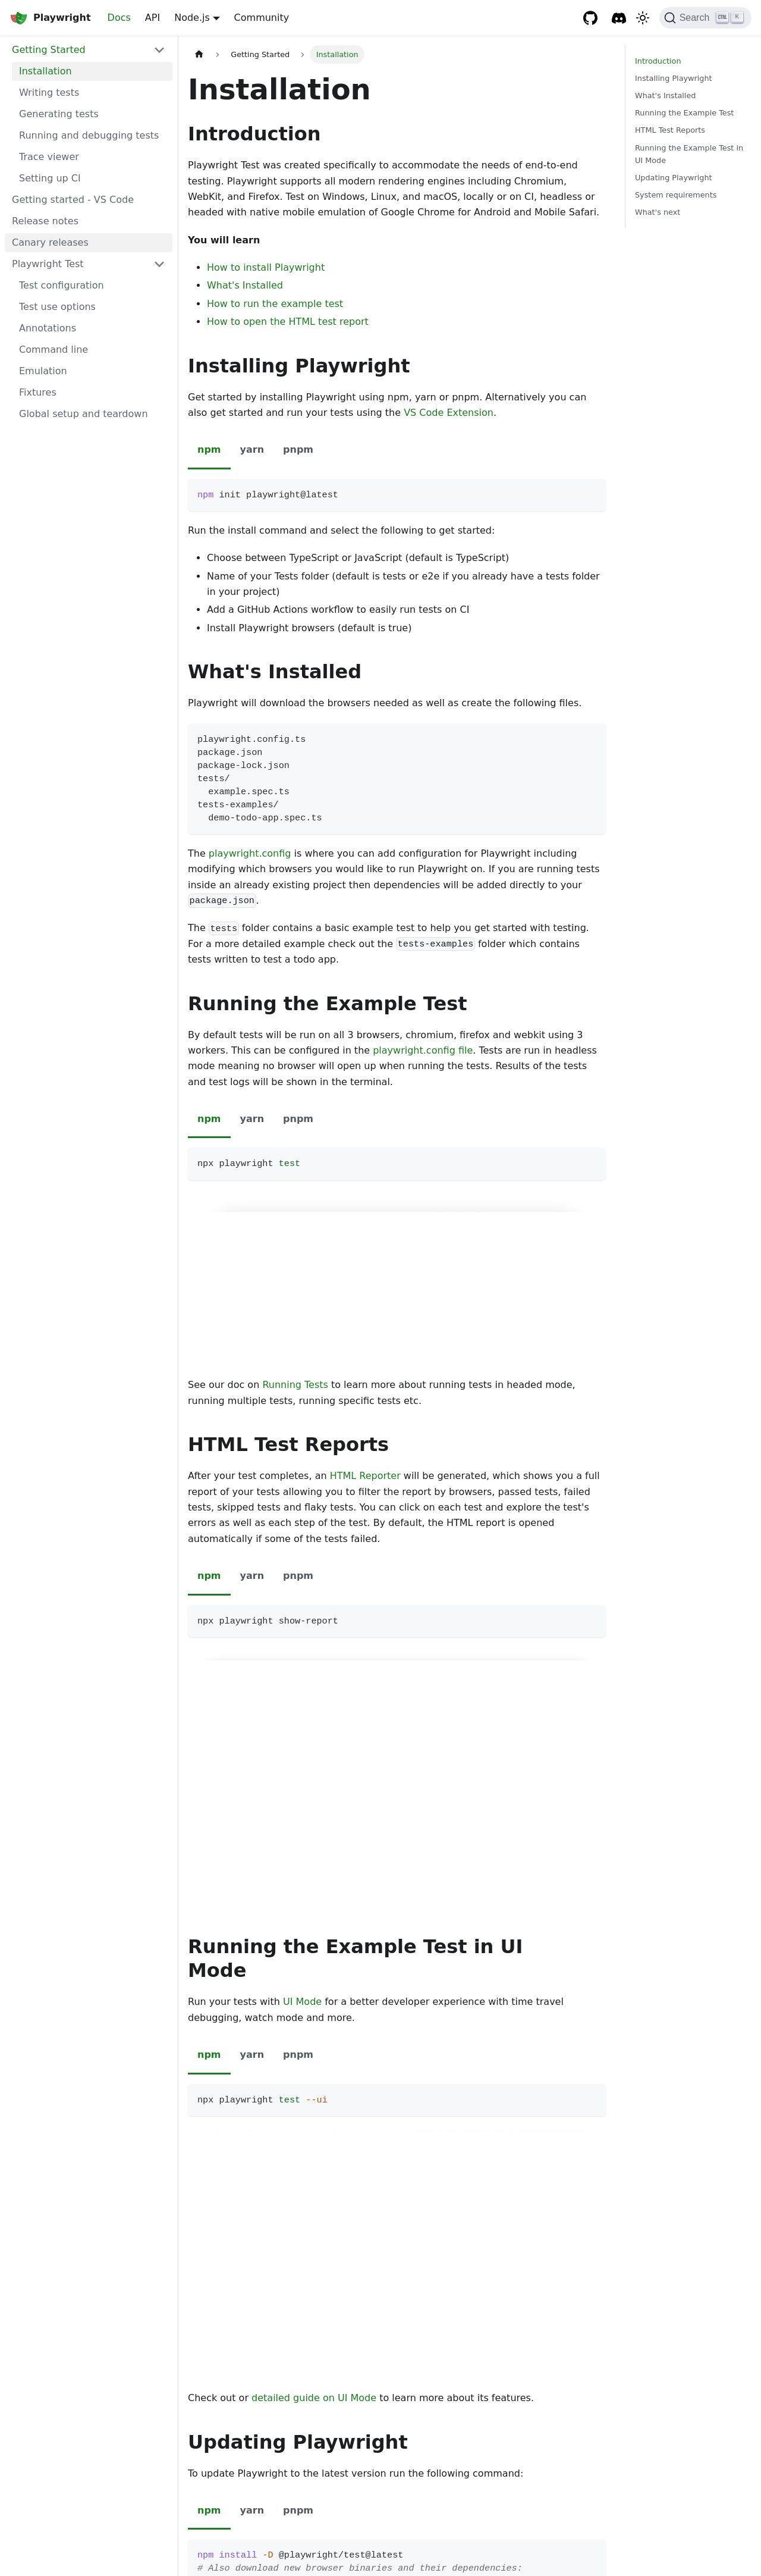 Playwright Docs API Node.js Community Search CTRL K
Getting Started
Installation
Writing tests
Generating tests
Running and debugging tests
Trace viewer
Setting up CI
Getting started - VS Code
Release notes
Canary releases
Playwright Test
Test configuration
Test use options
Annotations
Command line
Emulation
Fixtures
Global setup and teardown
Getting Started Installation
Installation
Introduction
Playwright Test was created specifically to accommodate the needs of end-to-end
testing. Playwright supports all modern rendering engines including Chromium,
WebKit, and Firefox. Test on Windows, Linux, and macOS, locally or on CI, headless or
headed with native mobile emulation of Google Chrome for Android and Mobile Safari.
You will learn
How to install Playwright
What's Installed
How to run the example test
How to open the HTML test report
Installing Playwright
Get started by installing Playwright using npm, yarn or pnpm. Alternatively you can
also get started and run your tests using the VS Code Extension.
npm yarn pnpm
npm init playwright@latest
Run the install command and select the following to get started:
Choose between TypeScript or JavaScript (default is TypeScript)
Name of your Tests folder (default is tests or e2e if you already have a tests folder
in your project)
Add a GitHub Actions workflow to easily run tests on CI
Install Playwright browsers (default is true)
What's Installed
Playwright will download the browsers needed as well as create the following files.
playwright.config.ts
package.json
package-lock.json
tests/
  example.spec.ts
tests-examples/
  demo-todo-app.spec.ts
The playwright.config is where you can add configuration for Playwright including
modifying which browsers you would like to run Playwright on. If you are running tests
inside an already existing project then dependencies will be added directly to your
package.json.
The tests folder contains a basic example test to help you get started with testing.
For a more detailed example check out the tests-examples folder which contains
tests written to test a todo app.
Running the Example Test
By default tests will be run on all 3 browsers, chromium, firefox and webkit using 3
workers. This can be configured in the playwright.config file. Tests are run in headless
mode meaning no browser will open up when running the tests. Results of the tests
and test logs will be shown in the terminal.
npm yarn pnpm
npx playwright test
See our doc on Running Tests to learn more about running tests in headed mode,
running multiple tests, running specific tests etc.
HTML Test Reports
After your test completes, an HTML Reporter will be generated, which shows you a full
report of your tests allowing you to filter the report by browsers, passed tests, failed
tests, skipped tests and flaky tests. You can click on each test and explore the test's
errors as well as each step of the test. By default, the HTML report is opened
automatically if some of the tests failed.
npm yarn pnpm
npx playwright show-report
Running the Example Test in UI
Mode
Run your tests with UI Mode for a better developer experience with time travel
debugging, watch mode and more.
npm yarn pnpm
npx playwright test --ui
Check out or detailed guide on UI Mode to learn more about its features.
Updating Playwright
To update Playwright to the latest version run the following command:
npm yarn pnpm
npm install -D @playwright/test@latest
# Also download new browser binaries and their dependencies:
Introduction
Installing Playwright
What's Installed
Running the Example Test
HTML Test Reports
Running the Example Test in
UI Mode
Updating Playwright
System requirements
What's next